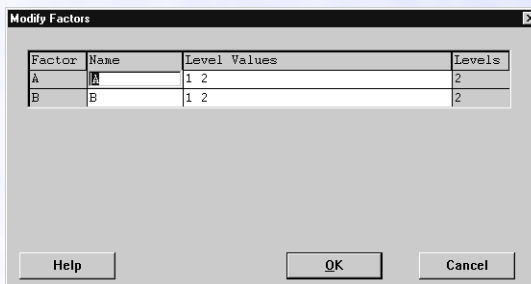 Modify Factors
Factor Name Level Values Levels
A A 1 2 2
B B 1 2 2
Help OK Cancel